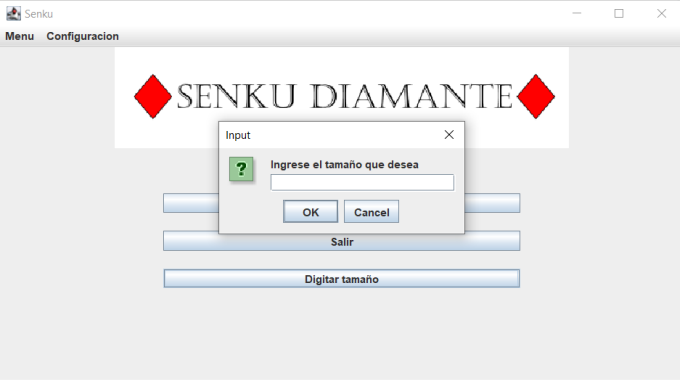 Senku
Menu Configuracion
SENKU DIAMANTE
Input
?
Ingrese el tamaño que desea
OK Cancel
Salir
Digitar tamaño